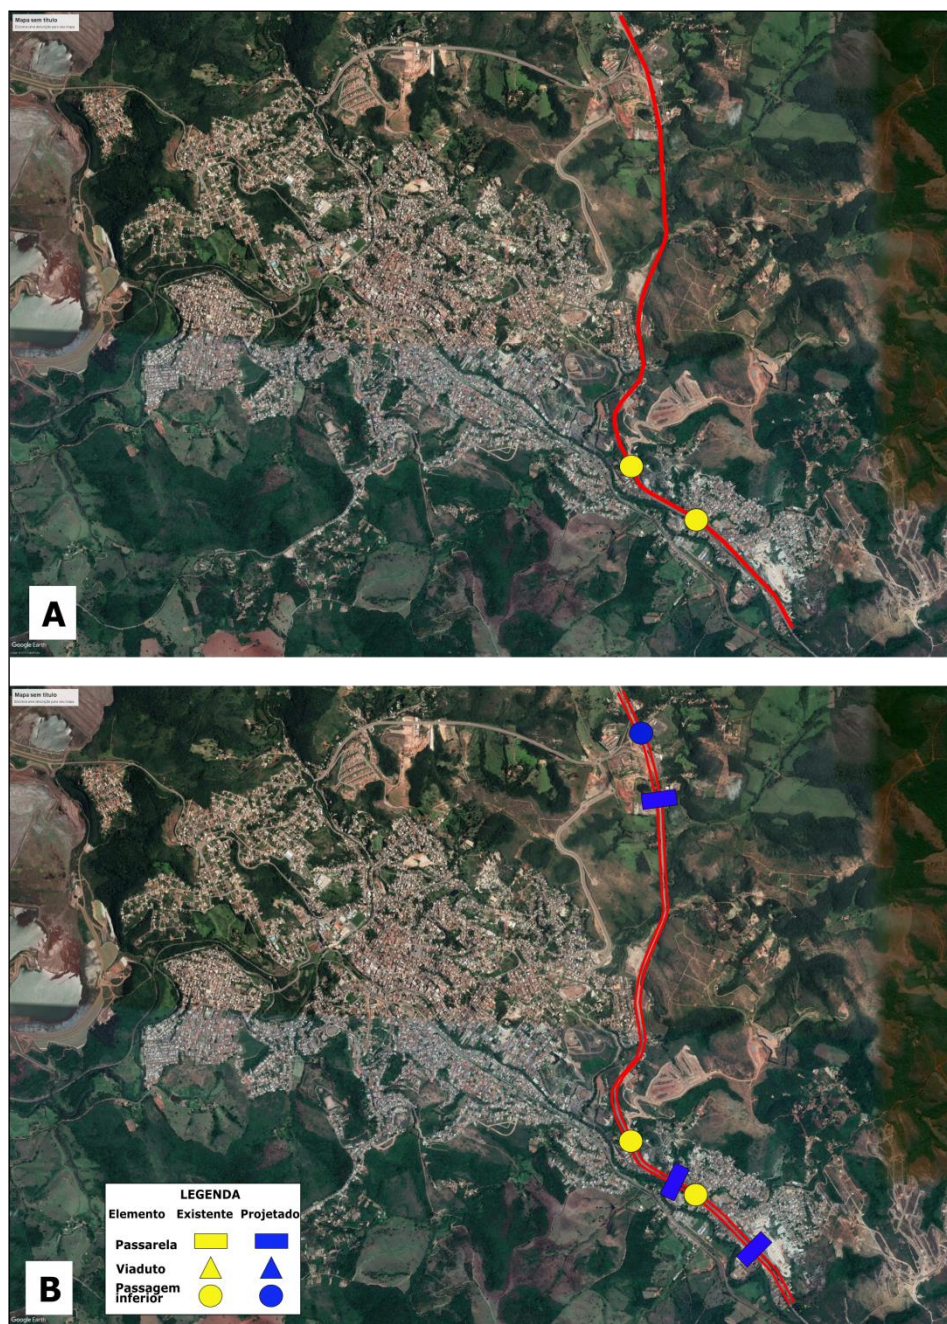 Mapa sem título
A
Google Earth
Mapa sem título
LEGENDA
Elemento Existente Projetado
Passarela
Viaduto
Passagem
inferior
B
Google Earth